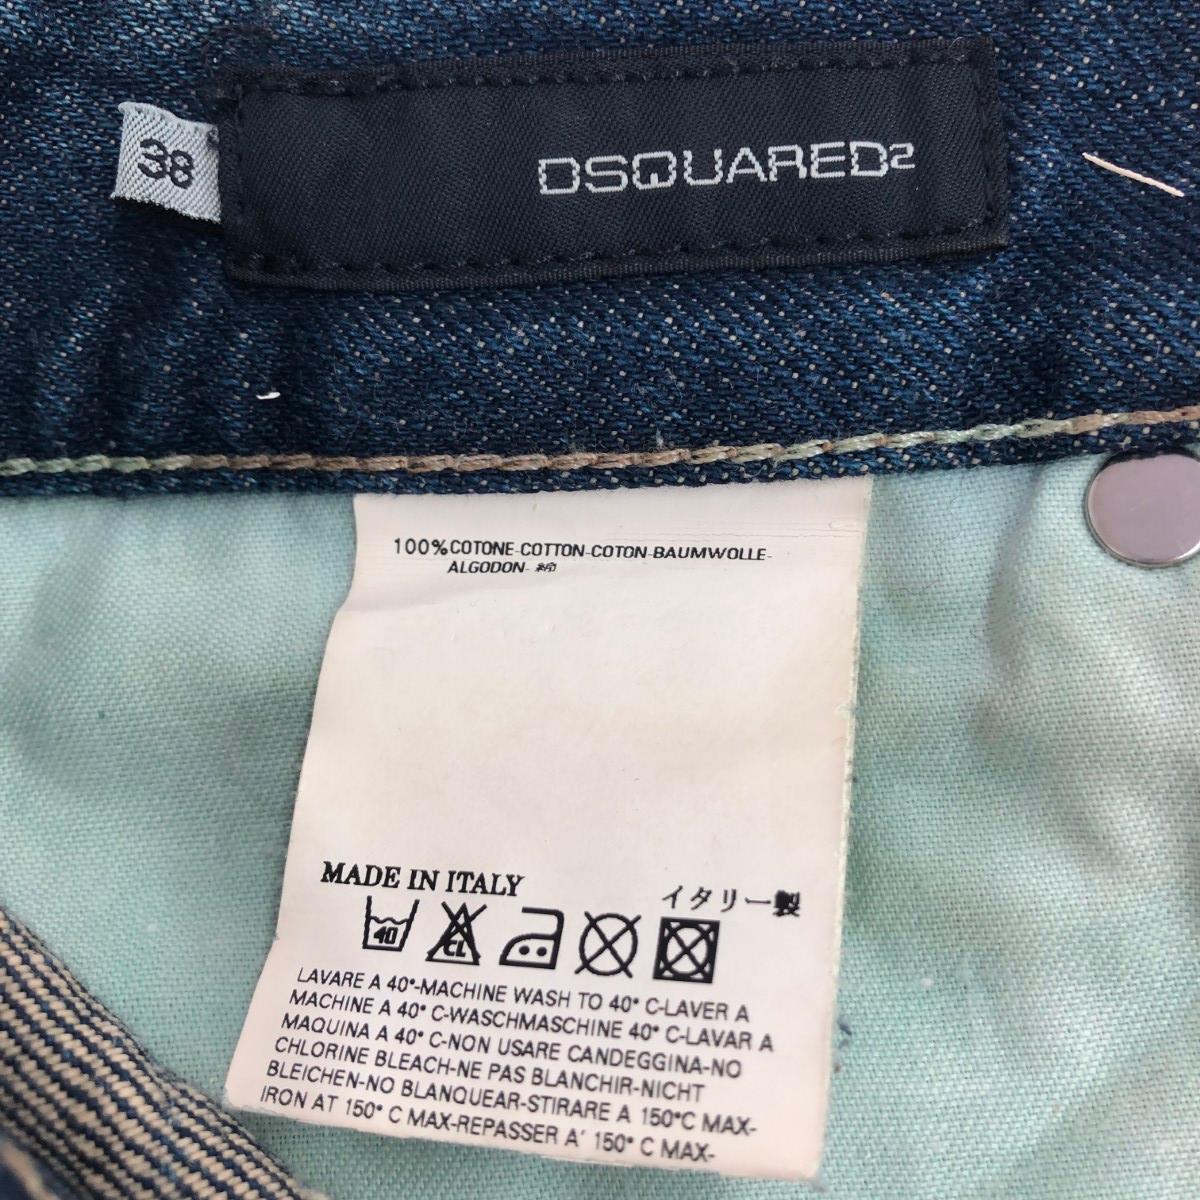 38
DSQUARED2
100%COTONE-COTTON-COTON-BAUMWOLLE-
ALGODON- 綿
MADE IN ITALY
イタリー製
40
CL
LAVARE A 40°-MACHINE WASH TO 40° C-LAVER A
MACHINE A 40° C-WASCHMASCHINE 40° C-LAVAR A
MAQUINA A 40° C-NON USARE CANDEGGINA-NO
CHLORINE BLEACH-NE PAS BLANCHIR-NICHT
BLEICHEN-NO BLANQUEAR-STIRARE A 150°C MAX-
IRON AT 150° C MAX-REPASSER A' 150° C MAX-